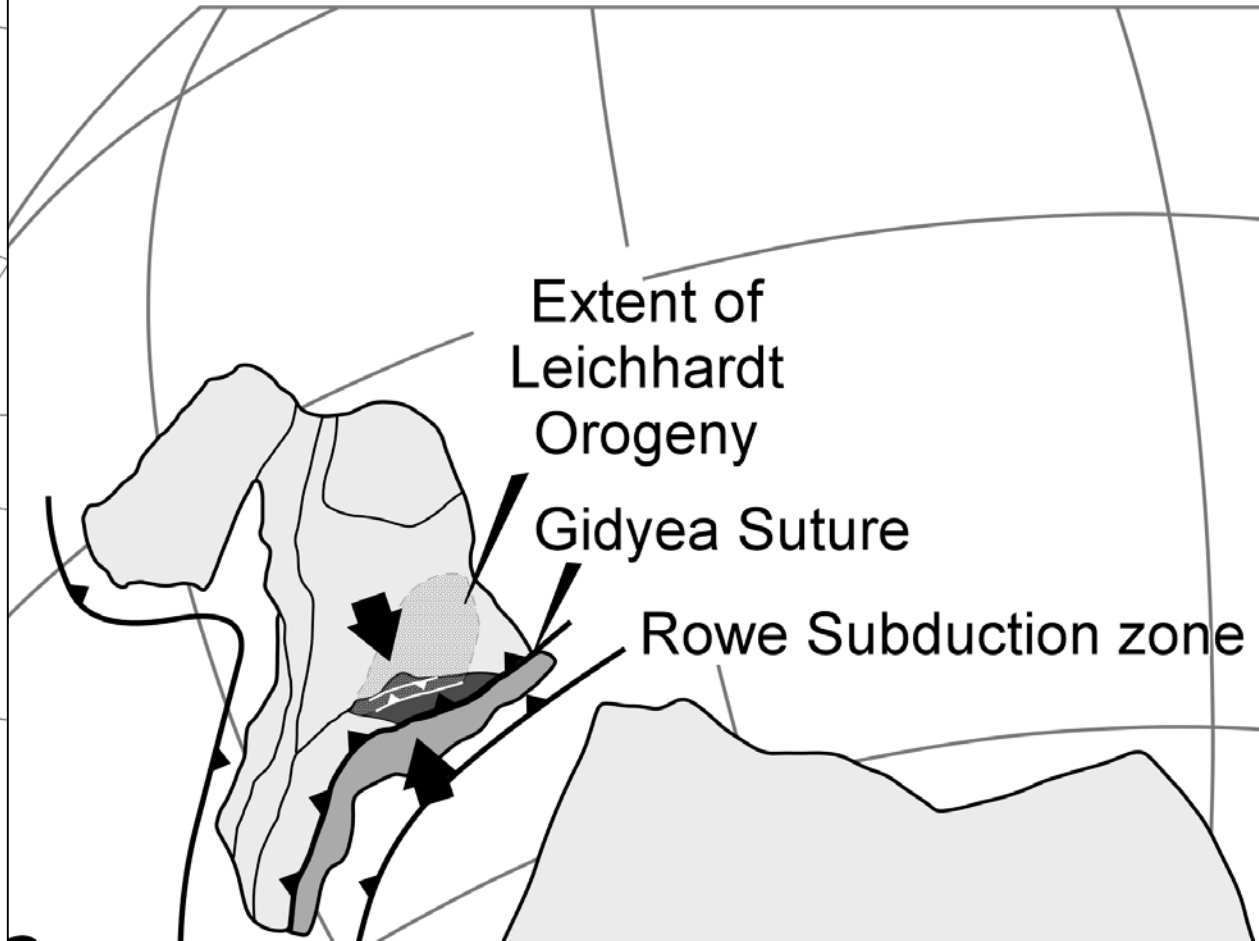 Extent of
Leichhardt
Orogeny
Gidyea Suture
Rowe Subduction zone